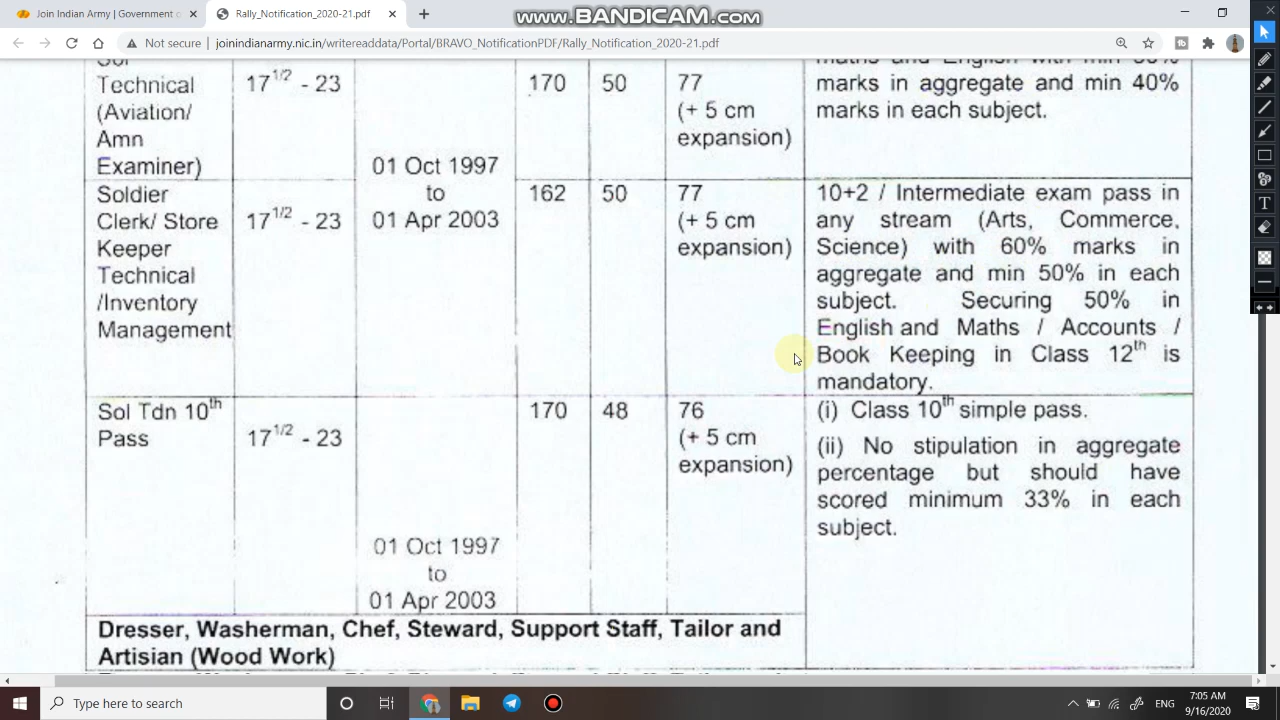 Join Indian Army | Government o
Rally_Notification_2020-21.pdf
www.BANDICAM.com
Not secure | joinindianarmy.nic.in/writereaddata/Portal/BRAVO_NotificationPDF/Rally_Notification_2020-21.pdf
Sol
Technical
(Aviation/
Amn
Examiner)
17 1/2 - 23
170
50
77
(+ 5 cm
expansion)
maths and English with min 50%
marks in aggregate and min 40%
marks in each subject.
01 Oct 1997
to
01 Apr 2003
Soldier
Clerk/ Store
Keeper
Technical
/Inventory
Management
17 1/2 - 23
162
50
77
(+ 5 cm
expansion)
10+2 / Intermediate exam pass in
any stream (Arts, Commerce,
Science) with 60% marks in
aggregate and min 50% in each
subject. Securing 50% in
English and Maths / Accounts /
Book Keeping in Class 12th is
mandatory.
Sol Tdn 10th
Pass
17 1/2 - 23
01 Oct 1997
to
01 Apr 2003
170
48
76
(+ 5 cm
expansion)
(i) Class 10th simple pass.
(ii) No stipulation in aggregate
percentage but should have
scored minimum 33% in each
subject.
Dresser, Washerman, Chef, Steward, Support Staff, Tailor and
Artisian (Wood Work)
Type here to search
ENG
7:05 AM
9/16/2020